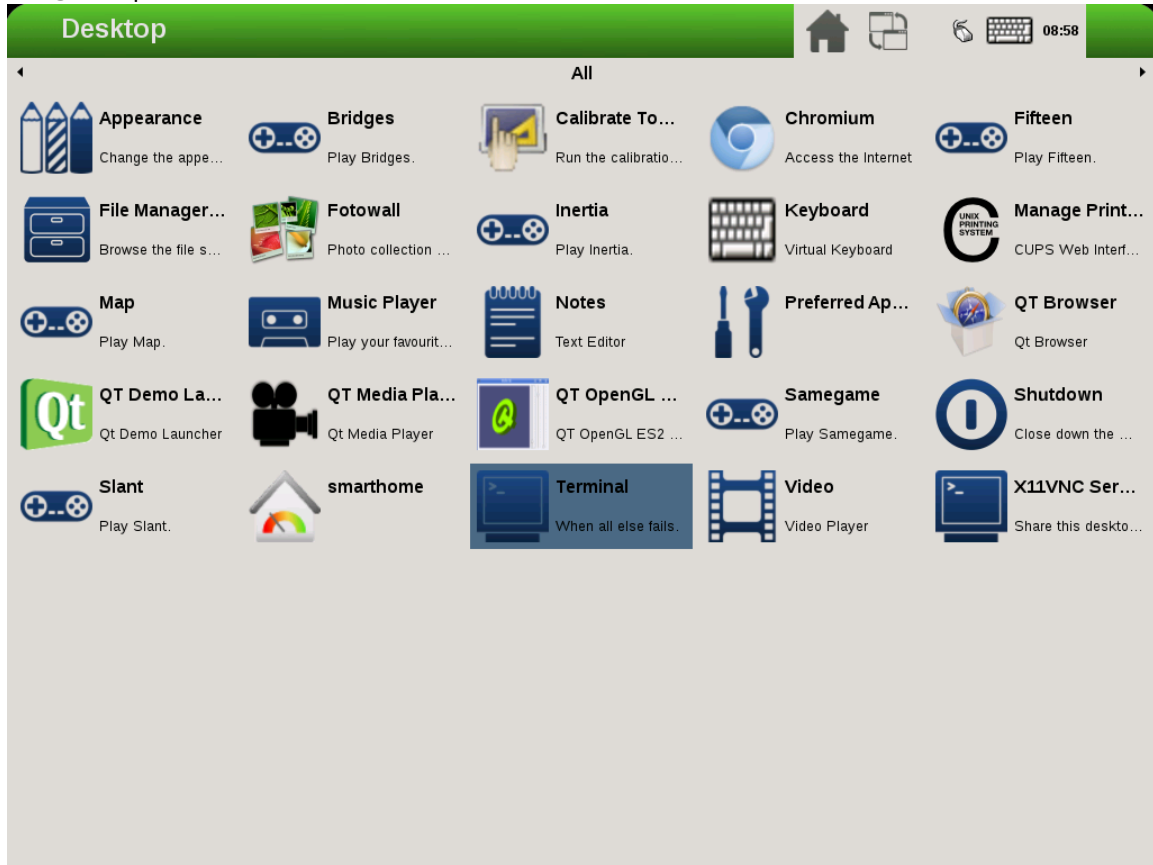 Desktop
08:58
All
Appearance
Change the appe...
Bridges
Play Bridges.
Calibrate To...
Run the calibratio...
Chromium
Access the Internet
Fifteen
Play Fifteen.
File Manager...
Browse the file s...
Fotowall
Photo collection ...
Inertia
Play Inertia.
Keyboard
Virtual Keyboard
UNIX
PRINTING
SYSTEM
Manage Print...
CUPS Web Interf...
Map
Play Map.
Music Player
Play your favourit...
Notes
Text Editor
Preferred Ap...
QT Browser
Qt Browser
Qt
QT Demo La...
Qt Demo Launcher
QT Media Pla...
Qt Media Player
QT OpenGL ...
QT OpenGL ES2 ...
Samegame
Play Samegame.
Shutdown
Close down the ...
Slant
Play Slant.
smarthome
>_
Terminal
When all else fails.
Video
Video Player
>_
X11VNC Ser...
Share this deskto...